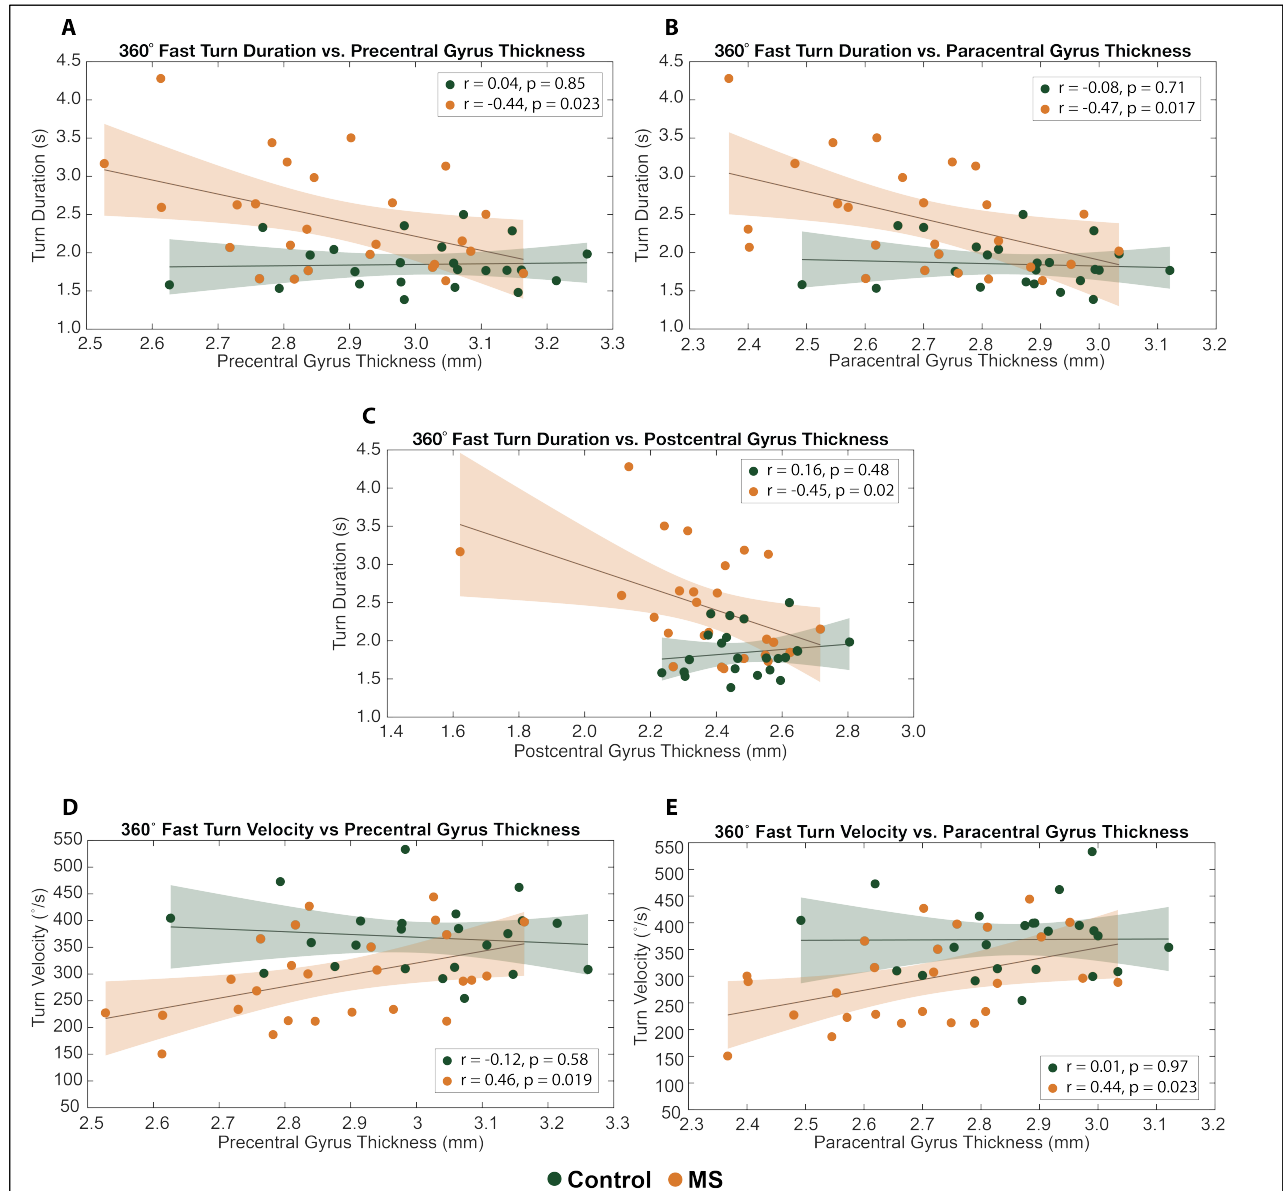 A
360° Fast Turn Duration vs. Precentral Gyrus Thickness
4.5
4.0
3.5
3.0
2.5
2.0
1.5
1.0
Turn Duration (s)
r = 0.04, p = 0.85
r = -0.44, p = 0.023
2.5 2.6 2.7 2.8 2.9 3.0 3.1 3.2 3.3
Precentral Gyrus Thickness (mm)
B
360° Fast Turn Duration vs. Paracentral Gyrus Thickness
4.5
4.0
3.5
3.0
2.5
2.0
1.5
1.0
Turn Duration (s)
r = -0.08, p = 0.71
r = -0.47, p = 0.017
2.3 2.4 2.5 2.6 2.7 2.8 2.9 3.0 3.1 3.2
Paracentral Gyrus Thickness (mm)
C
360° Fast Turn Duration vs. Postcentral Gyrus Thickness
4.5
4.0
3.5
3.0
2.5
2.0
1.5
1.0
Turn Duration (s)
r = 0.16, p = 0.48
r = -0.45, p = 0.02
1.4 1.6 1.8 2.0 2.2 2.4 2.6 2.8 3.0
Postcentral Gyrus Thickness (mm)
D
360° Fast Turn Velocity vs Precentral Gyrus Thickness
550
500
450
400
350
300
250
200
150
100
50
Turn Velocity (°/s)
r = -0.12, p = 0.58
r = 0.46, p = 0.019
2.5 2.6 2.7 2.8 2.9 3.0 3.1 3.2 3.3
Precentral Gyrus Thickness (mm)
E
360° Fast Turn Velocity vs. Paracentral Gyrus Thickness
550
500
450
400
350
300
250
200
150
100
50
Turn Velocity (°/s)
r = 0.01, p = 0.97
r = 0.44, p = 0.023
2.3 2.4 2.5 2.6 2.7 2.8 2.9 3.0 3.1 3.2
Paracentral Gyrus Thickness (mm)
Control MS